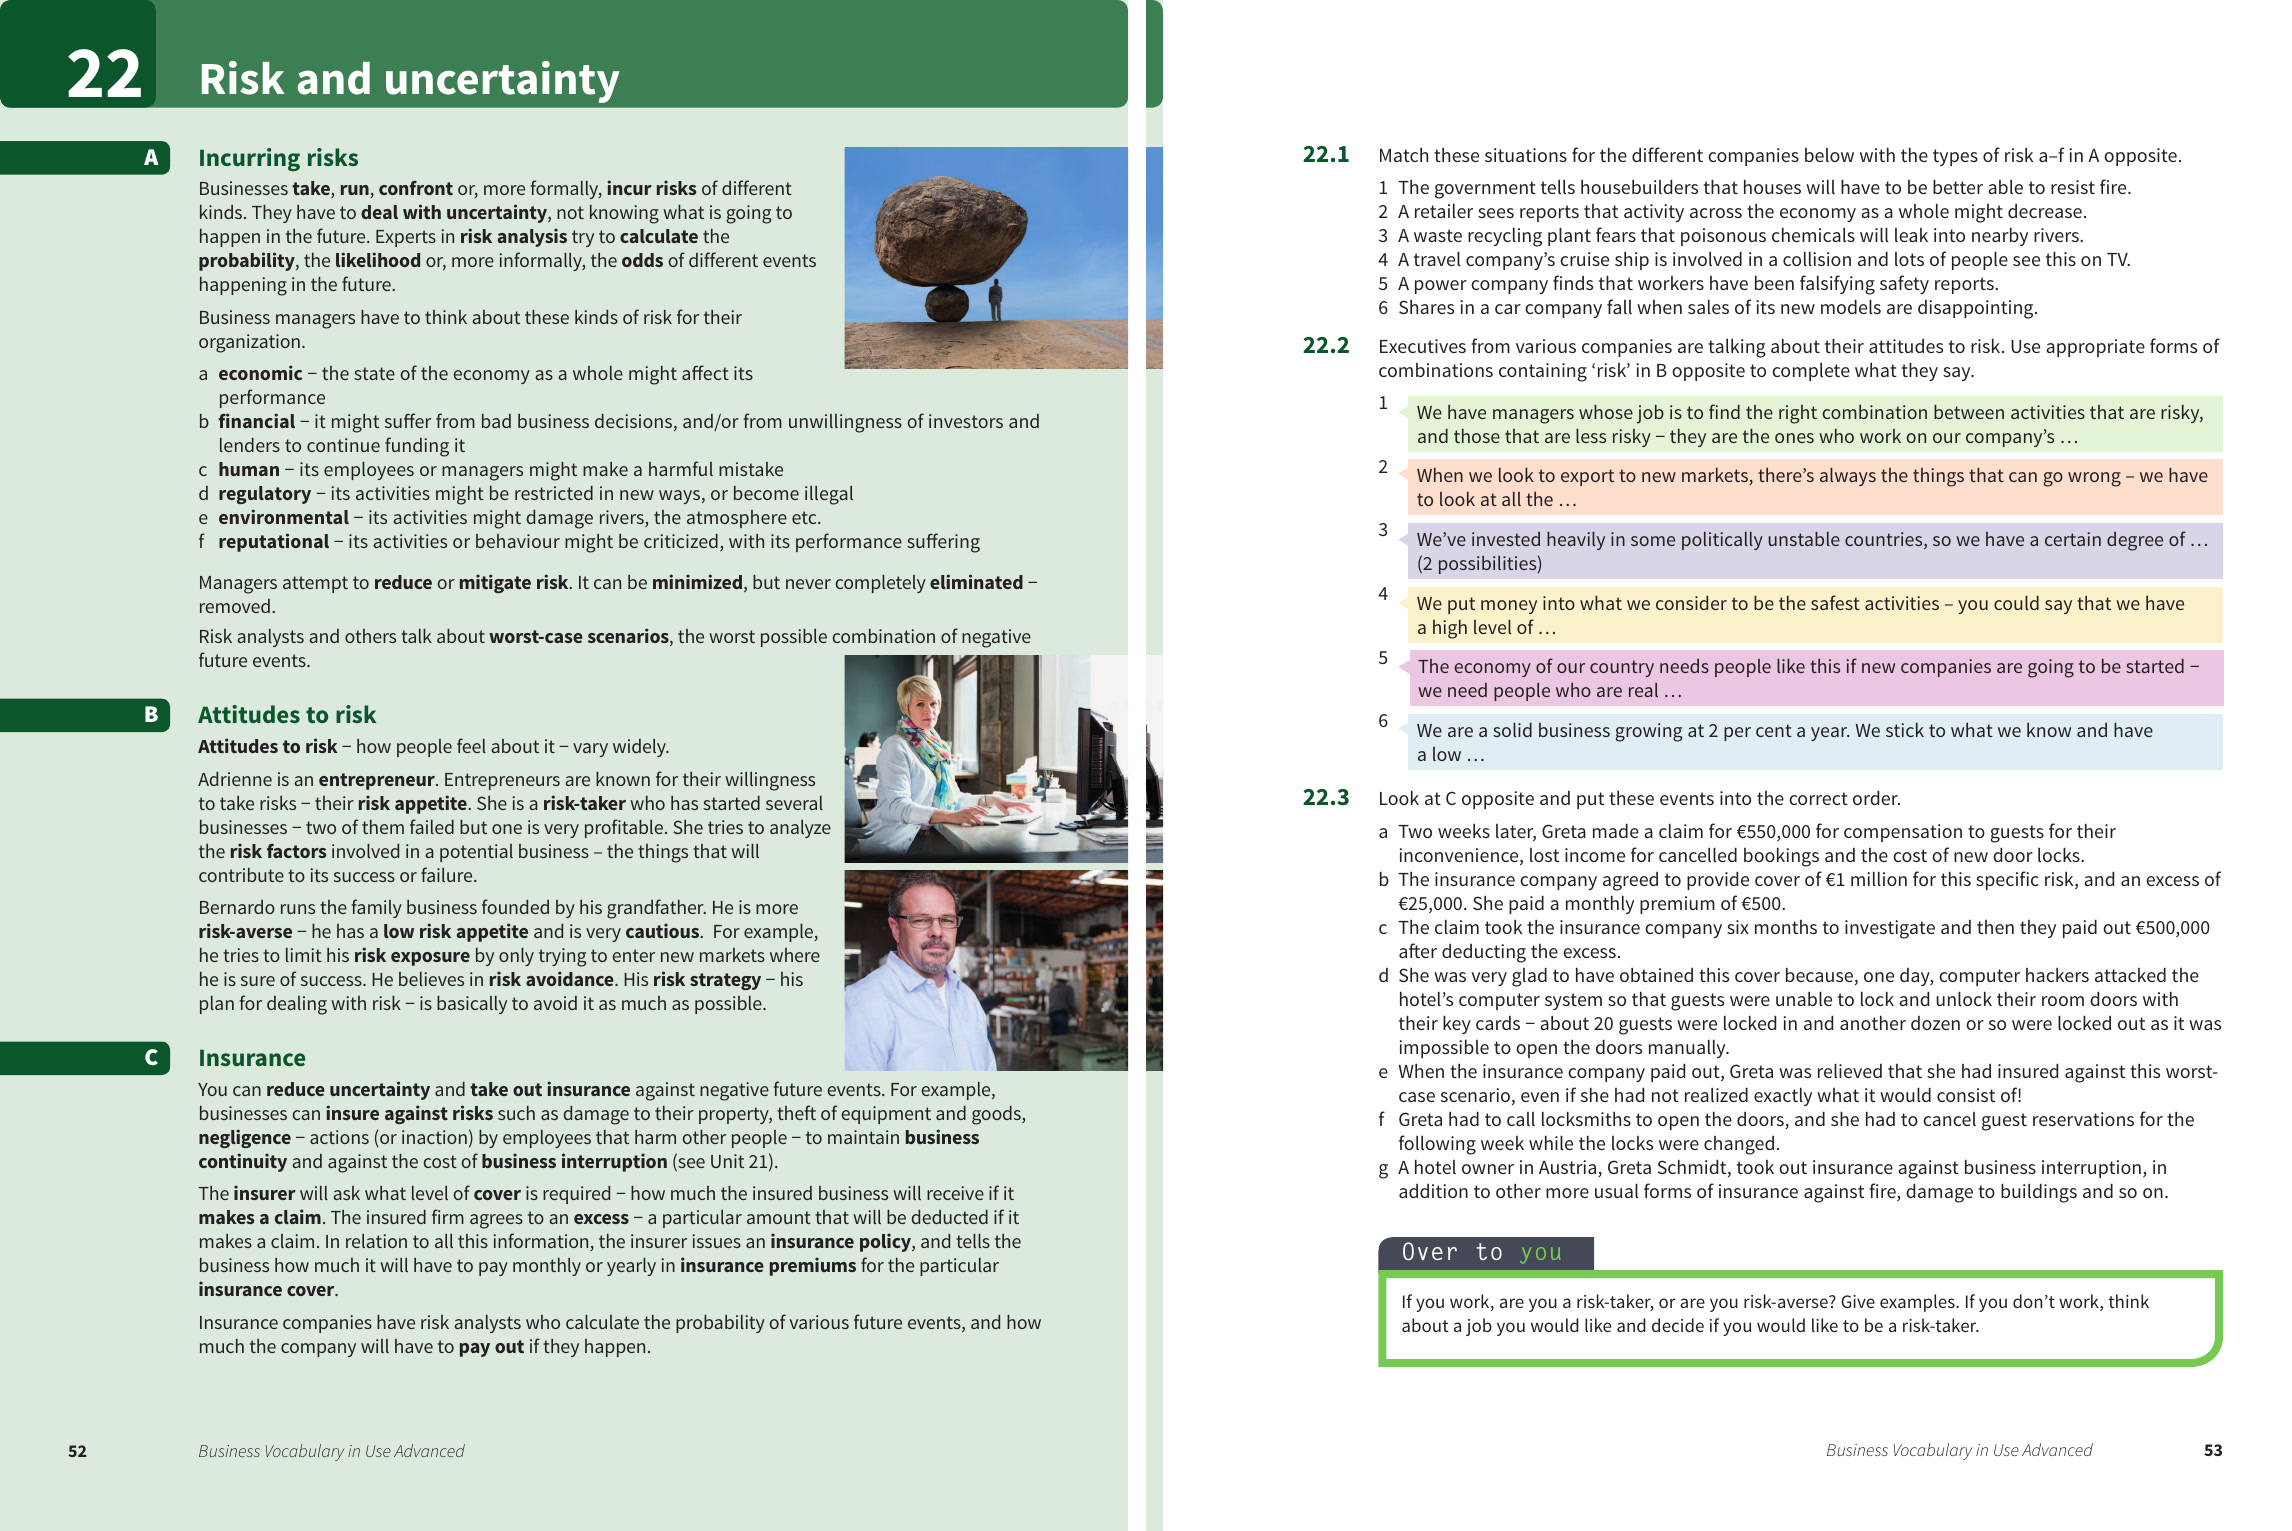 22
Risk and uncertainty
A
Incurring risks
Businesses take, run, confront or, more formally, incur risks of different
kinds. They have to deal with uncertainty, not knowing what is going to
happen in the future. Experts in risk analysis try to calculate the
probability, the likelihood or, more informally, the odds of different events
happening in the future.
Business managers have to think about these kinds of risk for their
organization.
a economic – the state of the economy as a whole might affect its
performance
b financial – it might suffer from bad business decisions, and/or from unwillingness of investors and
lenders to continue funding it
c human – its employees or managers might make a harmful mistake
d regulatory – its activities might be restricted in new ways, or become illegal
e environmental – its activities might damage rivers, the atmosphere etc.
f reputational – its activities or behaviour might be criticized, with its performance suffering
Managers attempt to reduce or mitigate risk. It can be minimized, but never completely eliminated –
removed.
Risk analysts and others talk about worst-case scenarios, the worst possible combination of negative
future events.
B
Attitudes to risk
Attitudes to risk – how people feel about it – vary widely.
Adrienne is an entrepreneur. Entrepreneurs are known for their willingness
to take risks – their risk appetite. She is a risk-taker who has started several
businesses – two of them failed but one is very profitable. She tries to analyze
the risk factors involved in a potential business – the things that will
contribute to its success or failure.
Bernardo runs the family business founded by his grandfather. He is more
risk-averse – he has a low risk appetite and is very cautious. For example,
he tries to limit his risk exposure by only trying to enter new markets where
he is sure of success. He believes in risk avoidance. His risk strategy – his
plan for dealing with risk – is basically to avoid it as much as possible.
C
Insurance
You can reduce uncertainty and take out insurance against negative future events. For example,
businesses can insure against risks such as damage to their property, theft of equipment and goods,
negligence – actions (or inaction) by employees that harm other people – to maintain business
continuity and against the cost of business interruption (see Unit 21).
The insurer will ask what level of cover is required – how much the insured business will receive if it
makes a claim. The insured firm agrees to an excess – a particular amount that will be deducted if it
makes a claim. In relation to all this information, the insurer issues an insurance policy, and tells the
business how much it will have to pay monthly or yearly in insurance premiums for the particular
insurance cover.
Insurance companies have risk analysts who calculate the probability of various future events, and how
much the company will have to pay out if they happen.
52
Business Vocabulary in Use Advanced
22.1 Match these situations for the different companies below with the types of risk a–f in A opposite.
1 The government tells housebuilders that houses will have to be better able to resist fire.
2 A retailer sees reports that activity across the economy as a whole might decrease.
3 A waste recycling plant fears that poisonous chemicals will leak into nearby rivers.
4 A travel company's cruise ship is involved in a collision and lots of people see this on TV.
5 A power company finds that workers have been falsifying safety reports.
6 Shares in a car company fall when sales of its new models are disappointing.
22.2 Executives from various companies are talking about their attitudes to risk. Use appropriate forms of
combinations containing ‘risk’ in B opposite to complete what they say.
1 We have managers whose job is to find the right combination between activities that are risky,
and those that are less risky – they are the ones who work on our company's …
2 When we look to export to new markets, there's always the things that can go wrong – we have
to look at all the …
3 We've invested heavily in some politically unstable countries, so we have a certain degree of …
(2 possibilities)
4 We put money into what we consider to be the safest activities – you could say that we have
a high level of …
5 The economy of our country needs people like this if new companies are going to be started –
we need people who are real …
6 We are a solid business growing at 2 per cent a year. We stick to what we know and have
a low …
22.3 Look at C opposite and put these events into the correct order.
a Two weeks later, Greta made a claim for €550,000 for compensation to guests for their
inconvenience, lost income for cancelled bookings and the cost of new door locks.
b The insurance company agreed to provide cover of €1 million for this specific risk, and an excess of
€25,000. She paid a monthly premium of €500.
c The claim took the insurance company six months to investigate and then they paid out €500,000
after deducting the excess.
d She was very glad to have obtained this cover because, one day, computer hackers attacked the
hotel's computer system so that guests were unable to lock and unlock their room doors with
their key cards – about 20 guests were locked in and another dozen or so were locked out as it was
impossible to open the doors manually.
e When the insurance company paid out, Greta was relieved that she had insured against this worst-
case scenario, even if she had not realized exactly what it would consist of!
f Greta had to call locksmiths to open the doors, and she had to cancel guest reservations for the
following week while the locks were changed.
g A hotel owner in Austria, Greta Schmidt, took out insurance against business interruption, in
addition to other more usual forms of insurance against fire, damage to buildings and so on.
Over to you
If you work, are you a risk-taker, or are you risk-averse? Give examples. If you don't work, think
about a job you would like and decide if you would like to be a risk-taker.
Business Vocabulary in Use Advanced
53